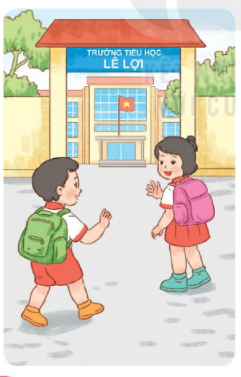 TRƯỜNG TIỂU HỌC
LÊ LỢI